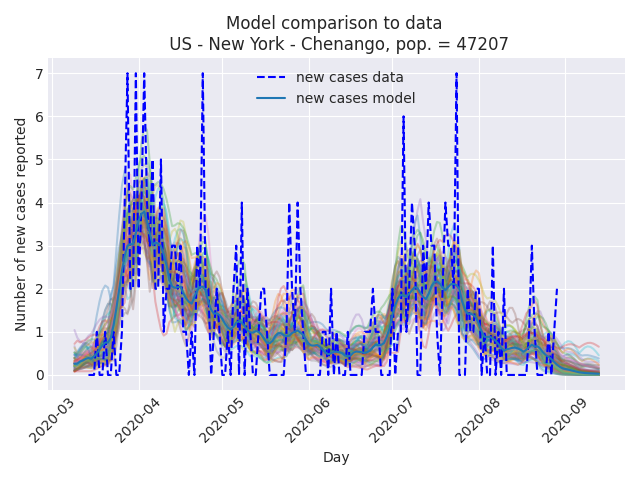 Model comparison to data
US - New York - Chenango, pop. = 47207
new cases data
new cases model
Number of new cases reported
7
6
5
4
3
2
1
0
2020-03
2020-04
2020-05
2020-06
2020-07
2020-08
2020-09
Day